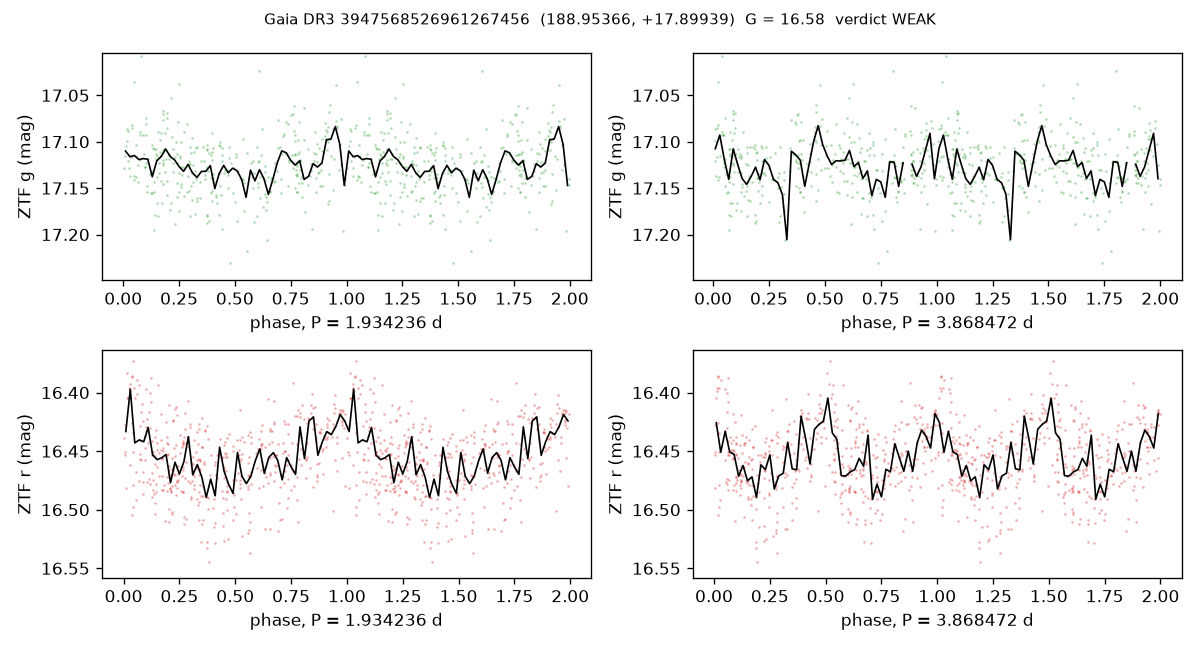 Gaia DR3 3947568526961267456  (188.95366, +17.89939)  G = 16.58  verdict WEAK
ZTF g (mag)
17.05
17.10
17.15
17.20
0.00 0.25 0.50 0.75 1.00 1.25 1.50 1.75 2.00
phase, P = 1.934236 d
ZTF g (mag)
17.05
17.10
17.15
17.20
0.00 0.25 0.50 0.75 1.00 1.25 1.50 1.75 2.00
phase, P = 3.868472 d
ZTF r (mag)
16.40
16.45
16.50
16.55
0.00 0.25 0.50 0.75 1.00 1.25 1.50 1.75 2.00
phase, P = 1.934236 d
ZTF r (mag)
16.40
16.45
16.50
16.55
0.00 0.25 0.50 0.75 1.00 1.25 1.50 1.75 2.00
phase, P = 3.868472 d